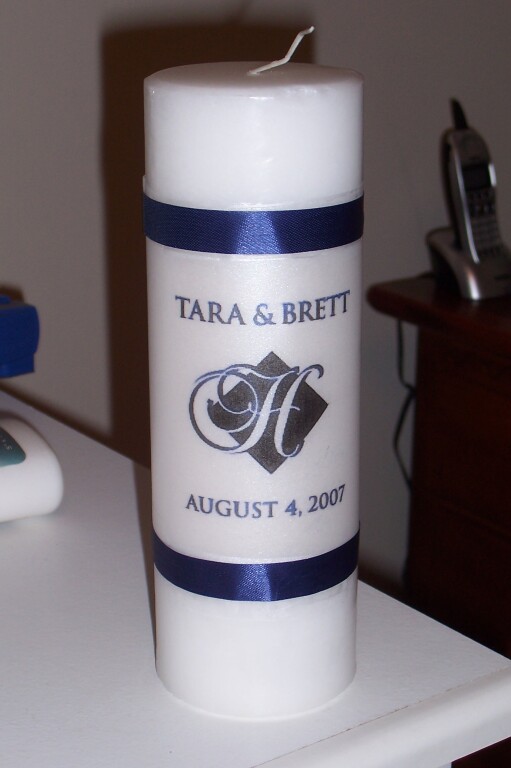 TARA & BRETT
H
AUGUST 4, 2007